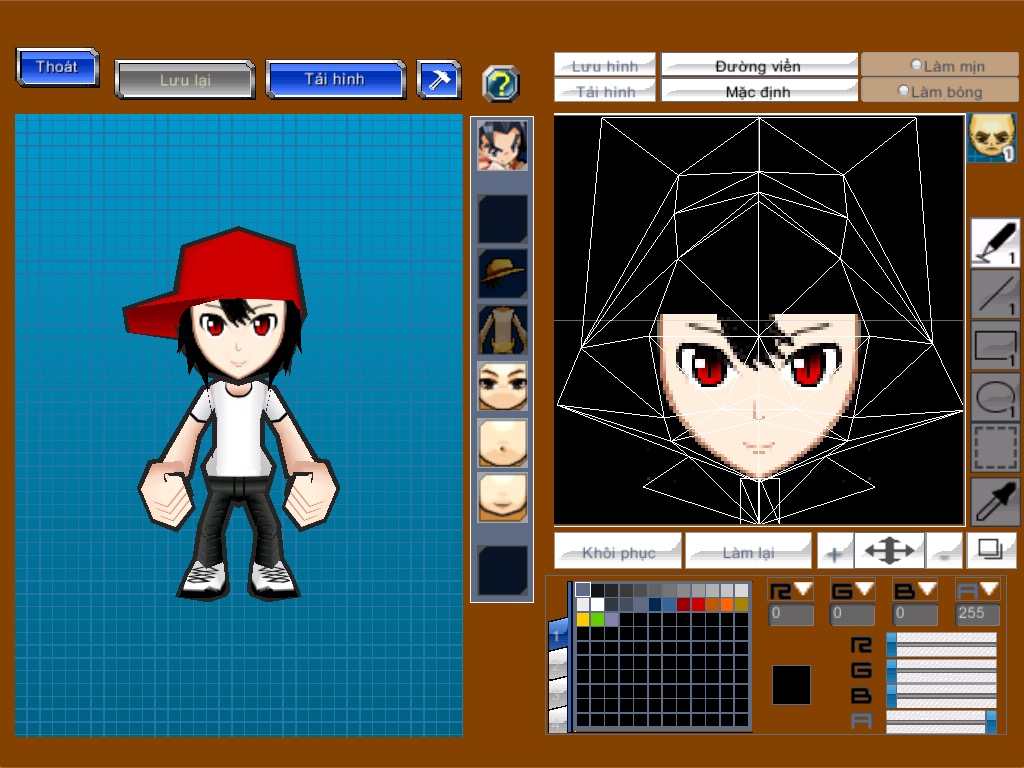 Thoát
Lưu lại
Tải hình
?
Lưu hình
Đường viền
Làm mịn
Tải hình
Mặc định
Làm bóng
1
1
1
1
1
Khôi phục
Làm lại
+
-
R G B A
0 0 0 255
1
R
G
B
A